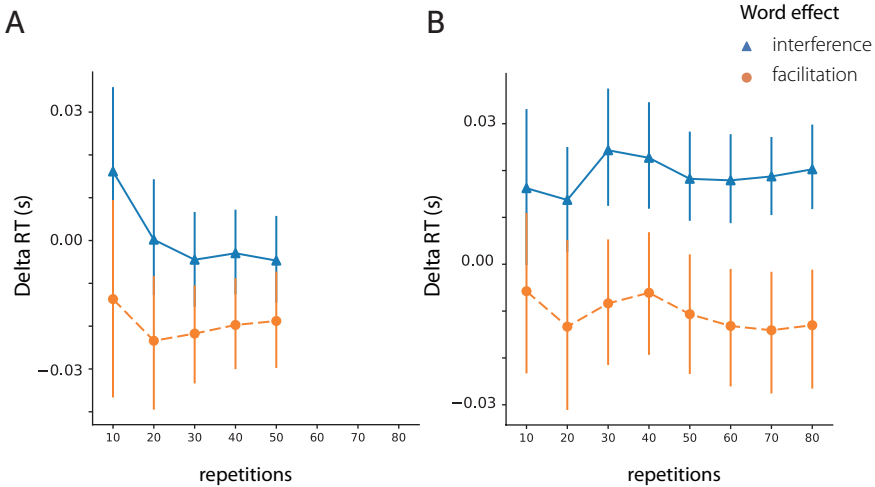 A
B
Word effect
interference
facilitation
Delta RT (s)
0.03
0.00
−0.03
10 20 30 40 50 60 70 80
repetitions
Delta RT (s)
0.03
0.00
−0.03
10 20 30 40 50 60 70 80
repetitions